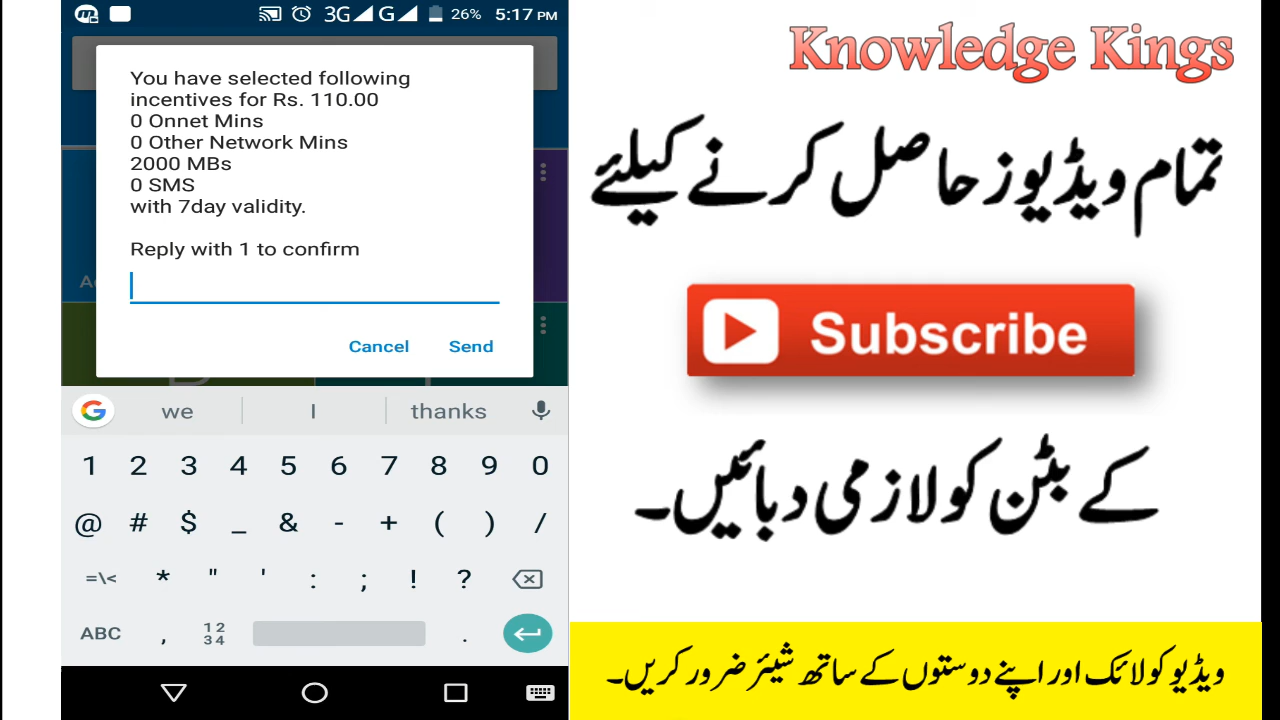 3G G 26% 5:17 PM
You have selected following
incentives for Rs. 110.00
0 Onnet Mins
0 Other Network Mins
2000 MBs
0 SMS
with 7day validity.
Reply with 1 to confirm
Cancel Send
we I thanks
1 2 3 4 5 6 7 8 9 0
@ # $ _ & - + ( ) /
=\< * " ' : ; ! ?
ABC , 12 34 .
Knowledge Kings
تمام ویڈیوز حاصل کرنے کیلئے
Subscribe
کے بٹن کو لازمی دبائیں۔
ویڈیو کو لائک اور اپنے دوستوں کے ساتھ شیئر ضرور کریں۔